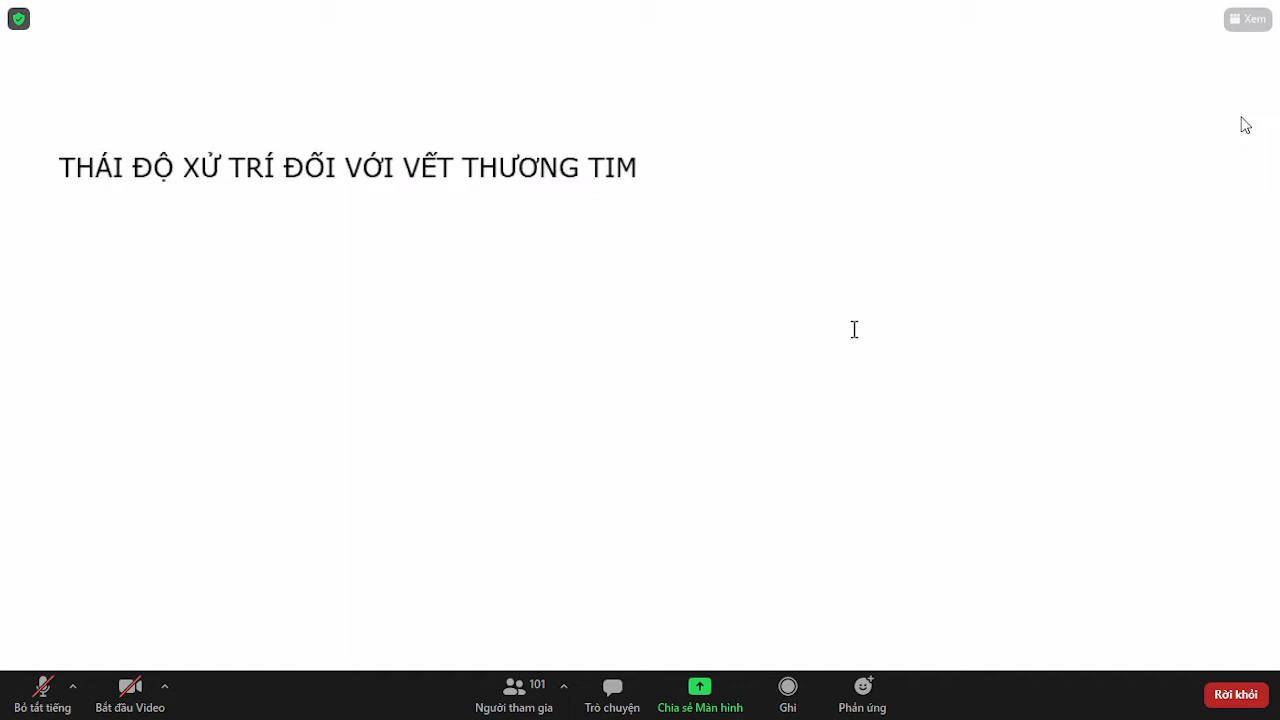 Xem
THÁI ĐỘ XỬ TRÍ ĐỐI VỚI VẾT THƯƠNG TIM
101
Bỏ tắt tiếng
Bắt đầu Video
Người tham gia
Trò chuyện
Chia sẻ Màn hình
Ghi
Phản ứng
Rời khỏi